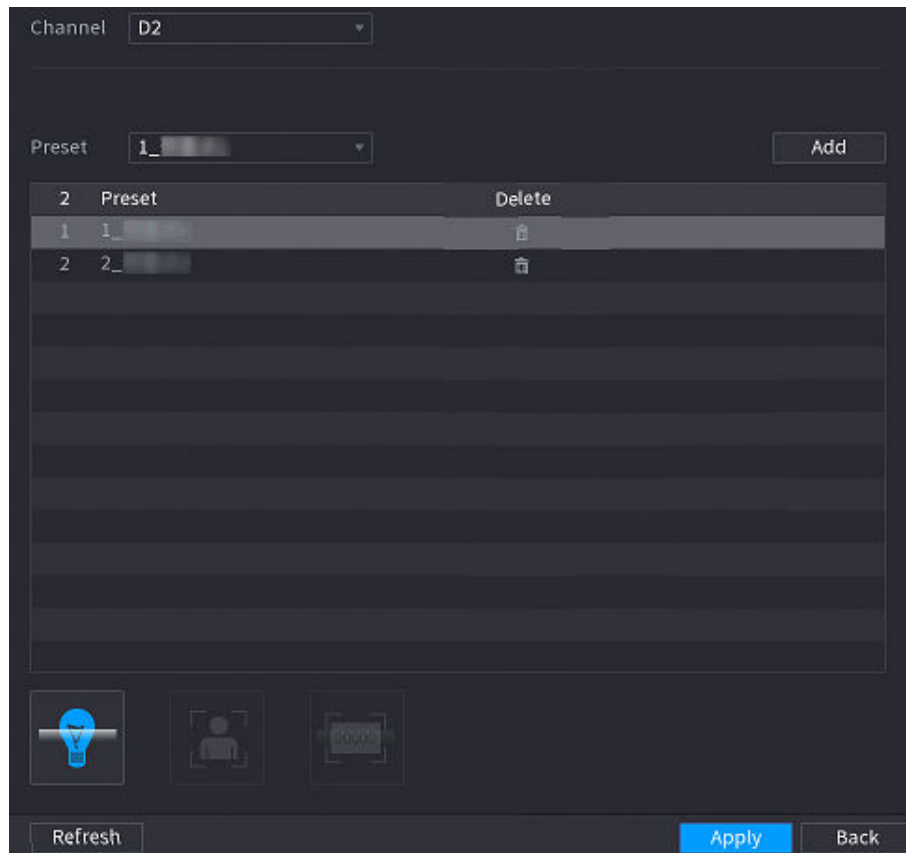 Channel D2
Preset 1_ Add
2 Preset Delete
1 1_
2 2_
Refresh Apply Back